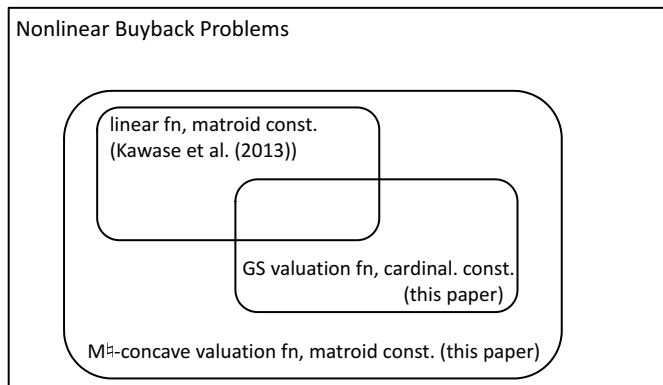 Nonlinear Buyback Problems
linear fn, matroid const.
(Kawase et al. (2013))
GS valuation fn, cardinal. const.
(this paper)
M♮-concave valuation fn, matroid const. (this paper)